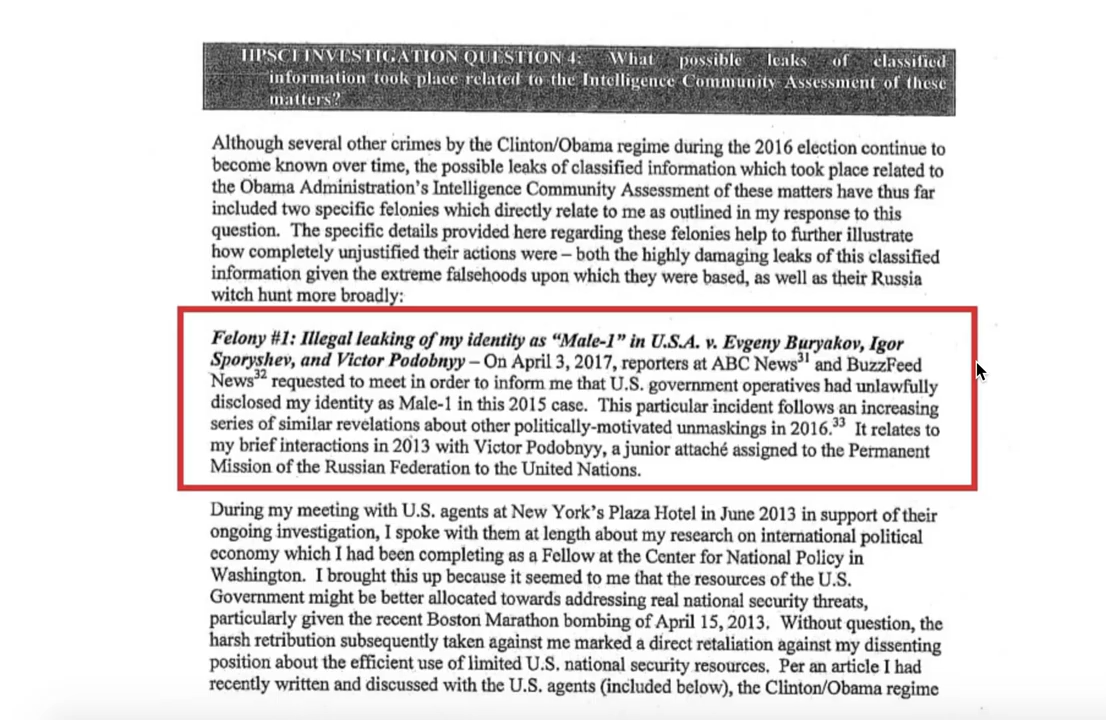 HPSCI INVESTIGATION QUESTION 4: What possible leaks of classified
information took place related to the Intelligence Community Assessment of these
matters?
Although several other crimes by the Clinton/Obama regime during the 2016 election continue to
become known over time, the possible leaks of classified information which took place related to
the Obama Administration's Intelligence Community Assessment of these matters have thus far
included two specific felonies which directly relate to me as outlined in my response to this
question. The specific details provided here regarding these felonies help to further illustrate
how completely unjustified their actions were – both the highly damaging leaks of this classified
information given the extreme falsehoods upon which they were based, as well as their Russia
witch hunt more broadly:
Felony #1: Illegal leaking of my identity as "Male-1" in U.S.A. v. Evgeny Buryakov, Igor
Sporyshev, and Victor Podobnyy – On April 3, 2017, reporters at ABC News31 and BuzzFeed
News32 requested to meet in order to inform me that U.S. government operatives had unlawfully
disclosed my identity as Male-1 in this 2015 case. This particular incident follows an increasing
series of similar revelations about other politically-motivated unmaskings in 2016.33 It relates to
my brief interactions in 2013 with Victor Podobnyy, a junior attaché assigned to the Permanent
Mission of the Russian Federation to the United Nations.
During my meeting with U.S. agents at New York's Plaza Hotel in June 2013 in support of their
ongoing investigation, I spoke with them at length about my research on international political
economy which I had been completing as a Fellow at the Center for National Policy in
Washington. I brought this up because it seemed to me that the resources of the U.S.
Government might be better allocated towards addressing real national security threats,
particularly given the recent Boston Marathon bombing of April 15, 2013. Without question, the
harsh retribution subsequently taken against me marked a direct retaliation against my dissenting
position about the efficient use of limited U.S. national security resources. Per an article I had
recently written and discussed with the U.S. agents (included below), the Clinton/Obama regime